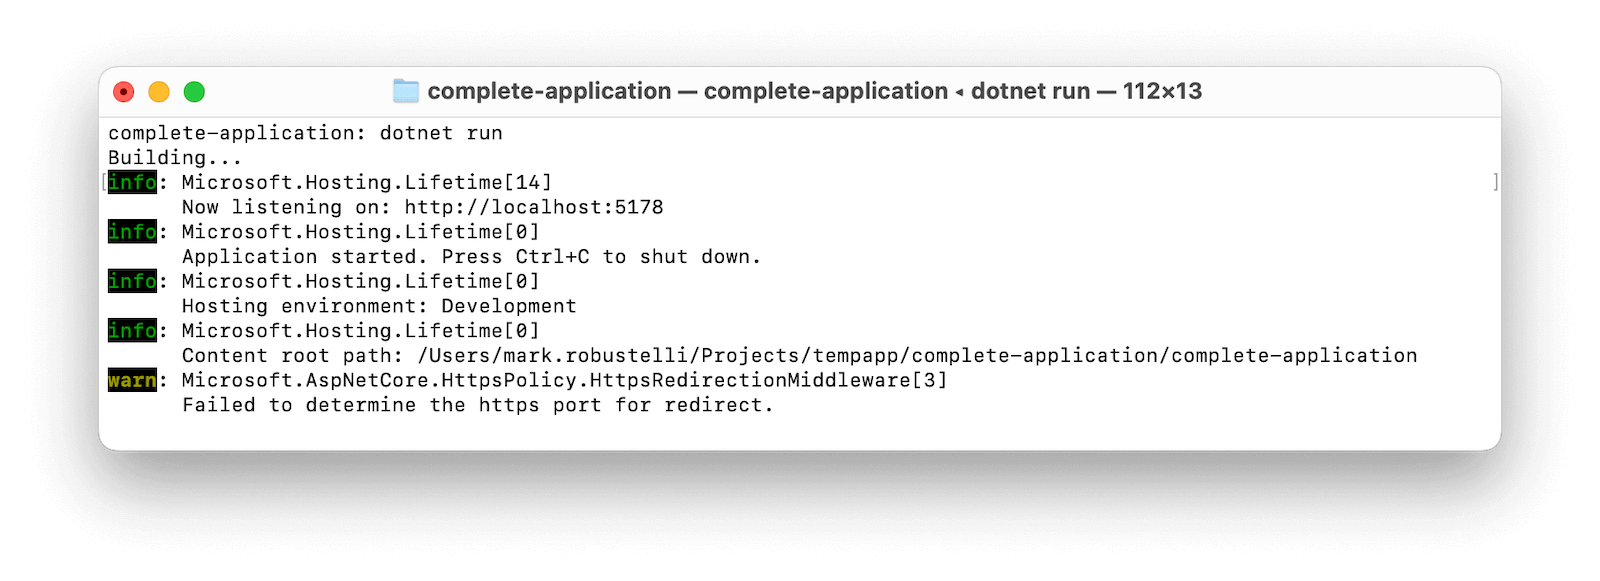 complete-application — complete-application ◂ dotnet run — 112×13
complete-application: dotnet run
Building...
[info: Microsoft.Hosting.Lifetime[14] ]
      Now listening on: http://localhost:5178
info: Microsoft.Hosting.Lifetime[0]
      Application started. Press Ctrl+C to shut down.
info: Microsoft.Hosting.Lifetime[0]
      Hosting environment: Development
info: Microsoft.Hosting.Lifetime[0]
      Content root path: /Users/mark.robustelli/Projects/tempapp/complete-application/complete-application
warn: Microsoft.AspNetCore.HttpsPolicy.HttpsRedirectionMiddleware[3]
      Failed to determine the https port for redirect.